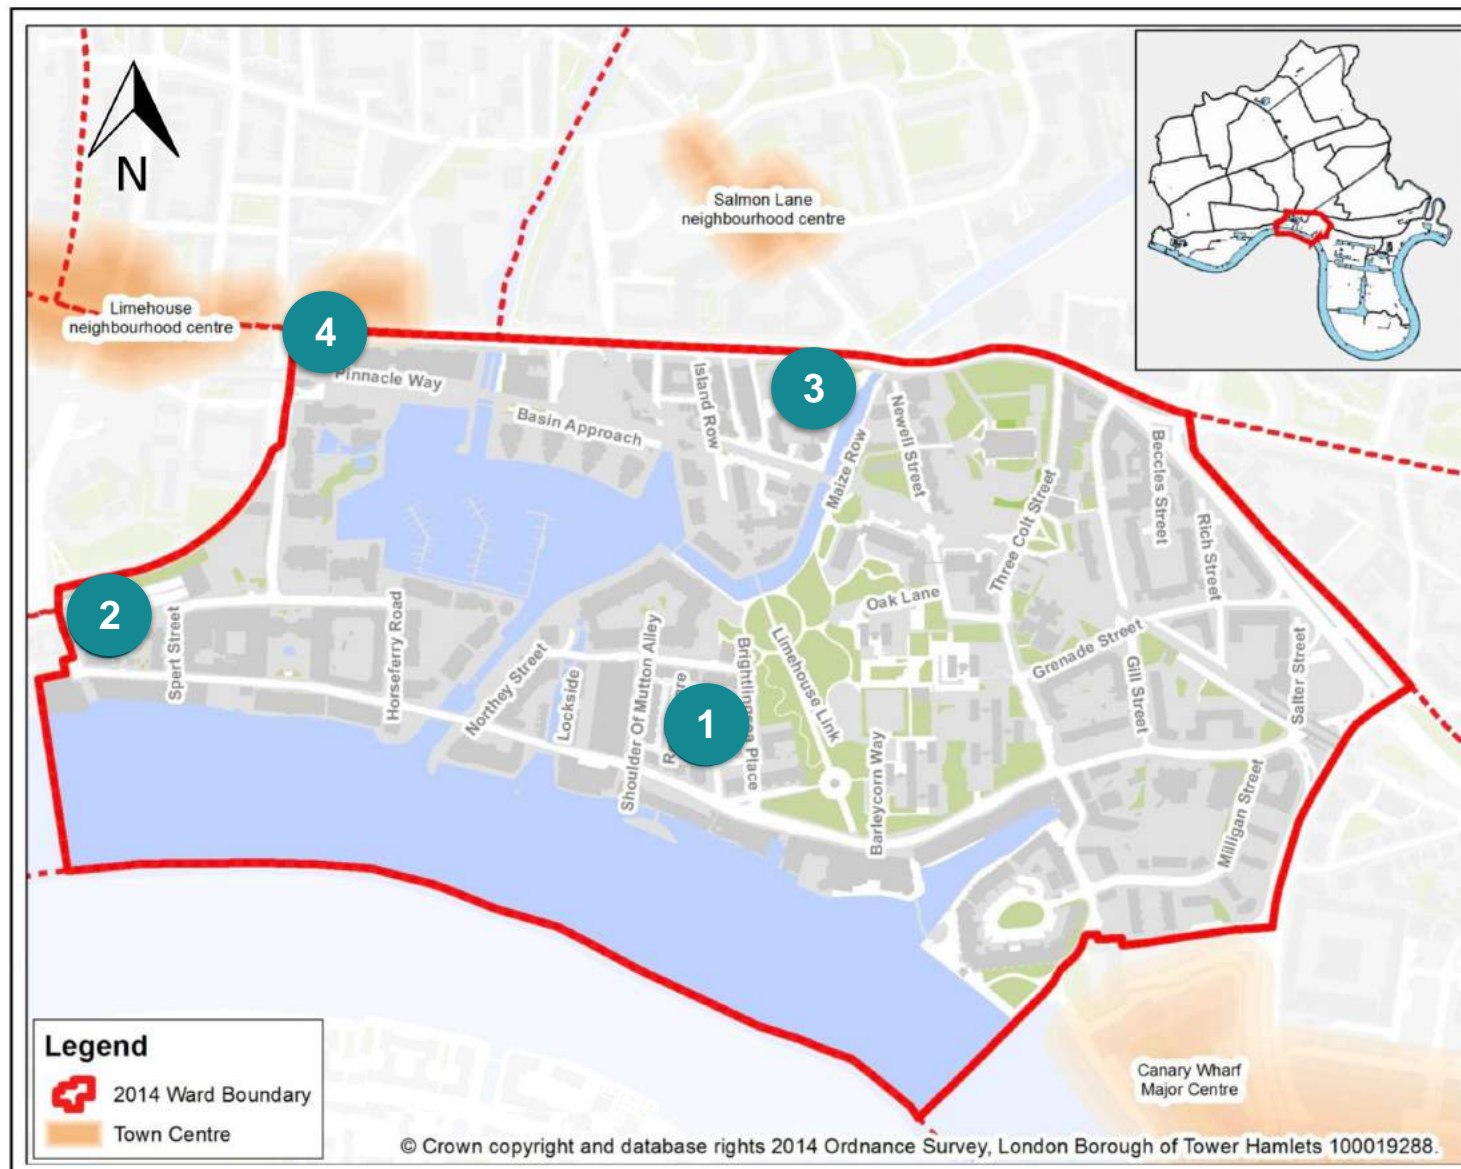 N
Salmon Lane
neighbourhood centre
Limehouse
neighbourhood centre
4
3
Pinnacle Way
Island Row
Basin Approach
Newell Street
Maize Row
Beccles Street
Three Colt Street
Rich Street
2
Spert Street
Horseferry Road
Oak Lane
Grenade Street
Northey Street
Lockside
Shoulder Of Mutton Alley
1
Place
Limehouse Link
Gill Street
Salter Street
Barleycorn Way
Milligan Street
Legend
2014 Ward Boundary
Town Centre
Canary Wharf
Major Centre
© Crown copyright and database rights 2014 Ordnance Survey, London Borough of Tower Hamlets 100019288.